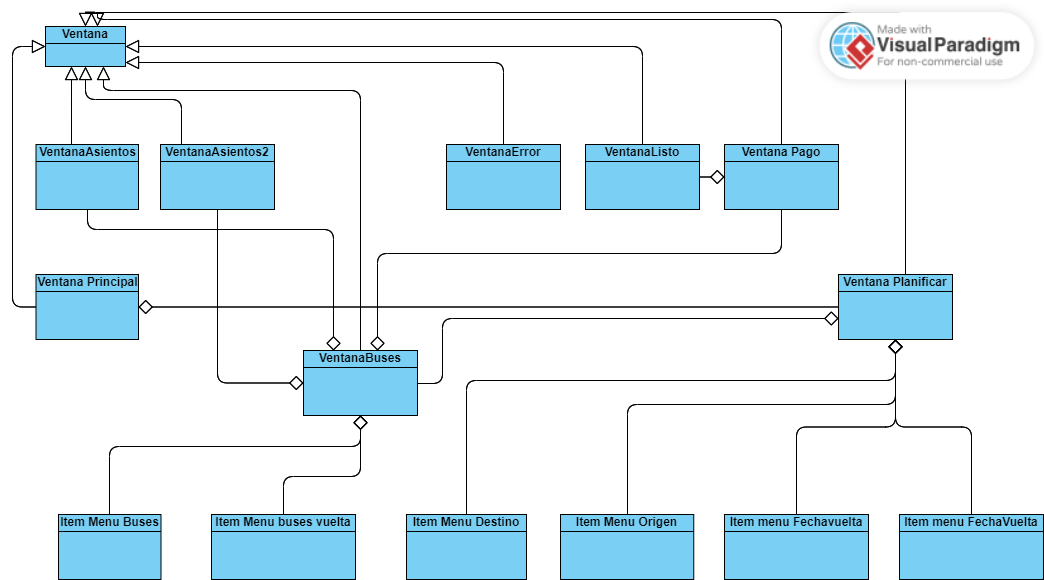 Ventana
Made with
Visual Paradigm
For non-commercial use
VentanaAsientos
VentanaAsientos2
VentanaError
VentanaListo
Ventana Pago
Ventana Principal
Ventana Planificar
VentanaBuses
Item Menu Buses
Item Menu buses vuelta
Item Menu Destino
Item Menu Origen
Item menu Fechavuelta
Item menu FechaVuelta